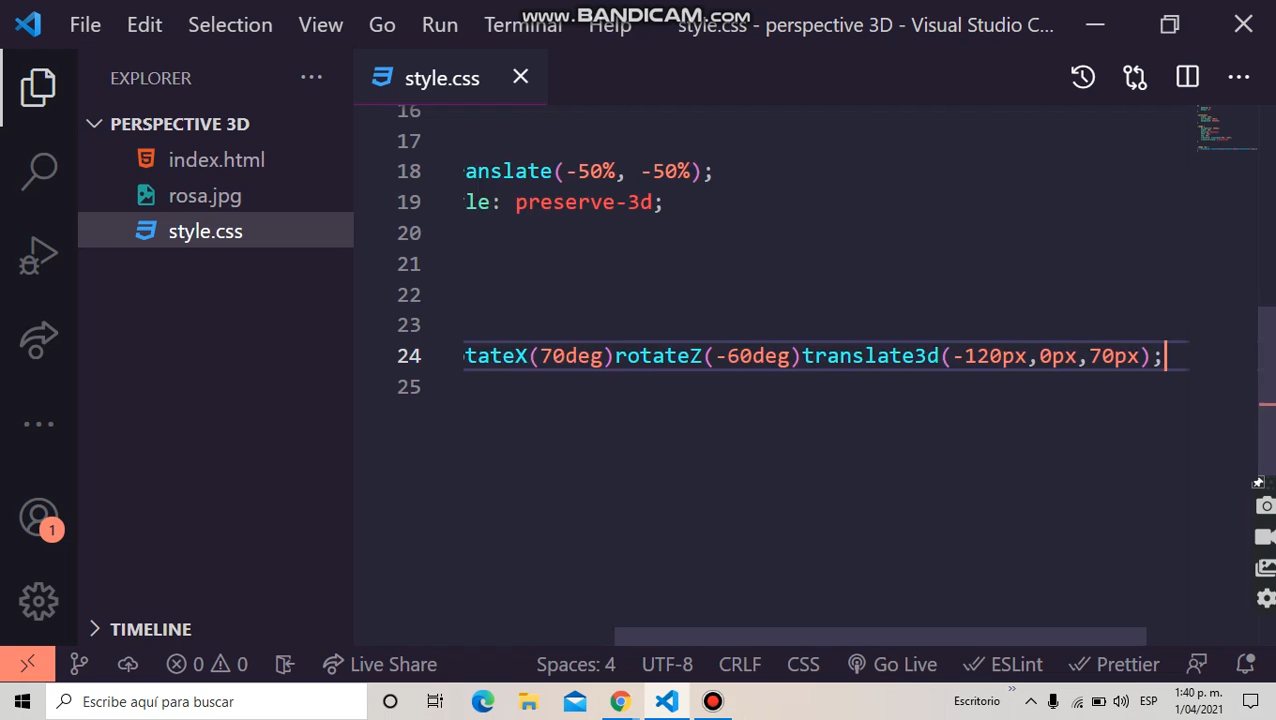 www.BANDICAM.com
File Edit Selection View Go Run Terminal Help style.css - perspective 3D - Visual Studio C...
EXPLORER
style.css
PERSPECTIVE 3D
index.html
rosa.jpg
style.css
16
17
18 anslate(-50%, -50%);
19 le: preserve-3d;
20
21
22
23
24 tateX(70deg)rotateZ(-60deg)translate3d(-120px,0px,70px);
25
1
TIMELINE
0 0 Live Share Spaces: 4 UTF-8 CRLF CSS Go Live ESLint Prettier
Escribe aquí para buscar
Escritorio » ESP
1:40 p. m.
1/04/2021